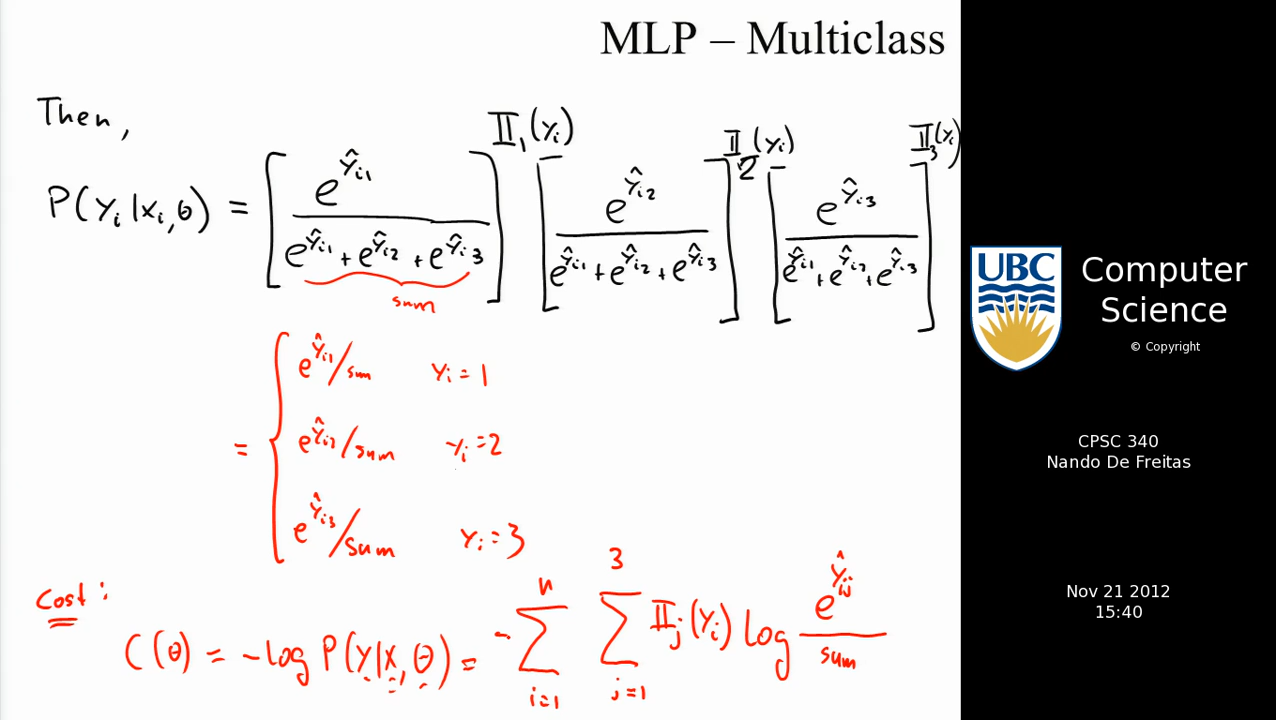 MLP – Multiclass
Then,
P(yᵢ|xᵢ,θ) = [e^ŷᵢ₁ / (e^ŷᵢ₁ + e^ŷᵢ₂ + e^ŷᵢ₃)]^𝕀₁(yᵢ) [e^ŷᵢ₂ / (e^ŷᵢ₁ + e^ŷᵢ₂ + e^ŷᵢ₃)]^𝕀₂(yᵢ) [e^ŷᵢ₃ / (e^ŷᵢ₁ + e^ŷᵢ₂ + e^ŷᵢ₃)]^𝕀₃(yᵢ)
sum
= { e^ŷᵢ₁/sum yᵢ = 1
e^ŷᵢ₂/sum yᵢ = 2
e^ŷᵢ₃/sum yᵢ = 3
Cost:
C(θ) = -log P(y|x,θ) = - ∑_{i=1}^{n} ∑_{j=1}^{3} 𝕀ⱼ(yᵢ) log e^ŷᵢⱼ / sum
UBC
Computer
Science
© Copyright
CPSC 340
Nando De Freitas
Nov 21 2012
15:40